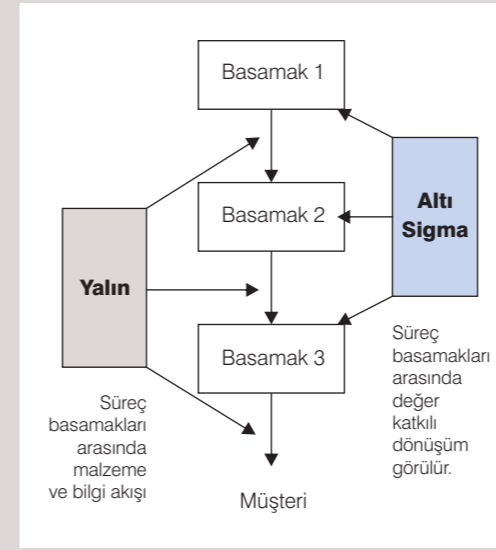 Basamak 1
Basamak 2
Basamak 3
Müşteri
Yalın
Süreç
basamakları
arasında
malzeme
ve bilgi akışı
Altı
Sigma
Süreç
basamakları
arasında
değer
katkılı
dönüşüm
görülür.